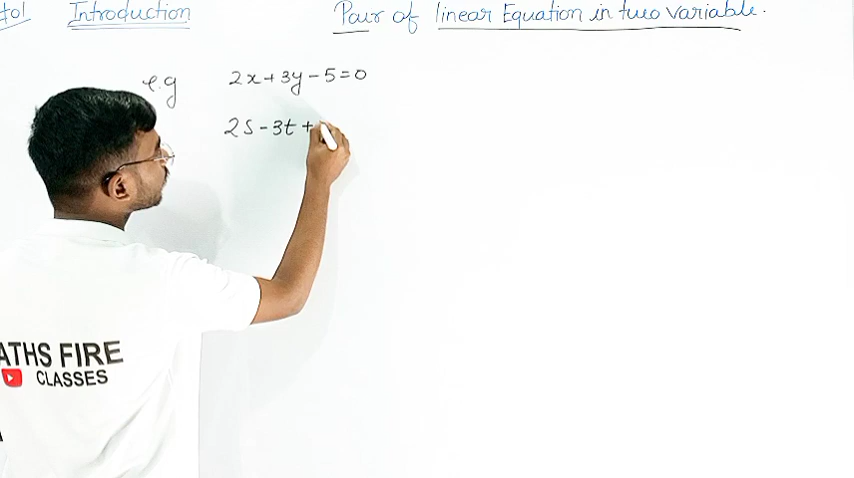 Introduction
Pair of linear Equation in two variable.
e.g 2x + 3y - 5 = 0
2s - 3t +
ATHS FIRE
CLASSES